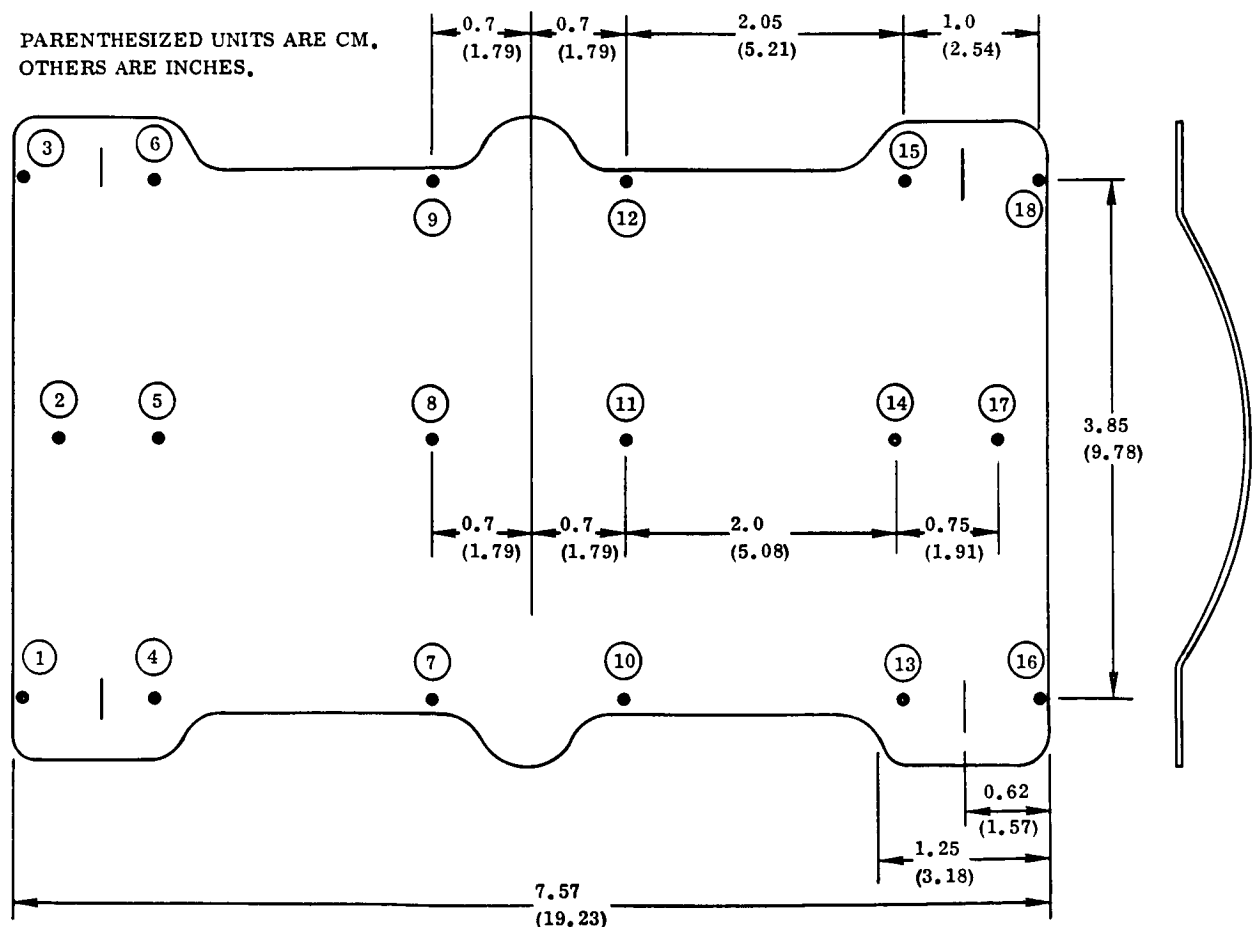 PARENTHESIZED UNITS ARE CM.
OTHERS ARE INCHES.
0.7 0.7 2.05 1.0
(1.79) (1.79) (5.21) (2.54)
3 6 15
9 12 18
2 5 8 11 14 17
3.85
(9.78)
0.7 0.7 2.0 0.75
(1.79) (1.79) (5.08) (1.91)
1 4 7 10 13 16
0.62
(1.57)
1.25
(3.18)
7.57
(19.23)